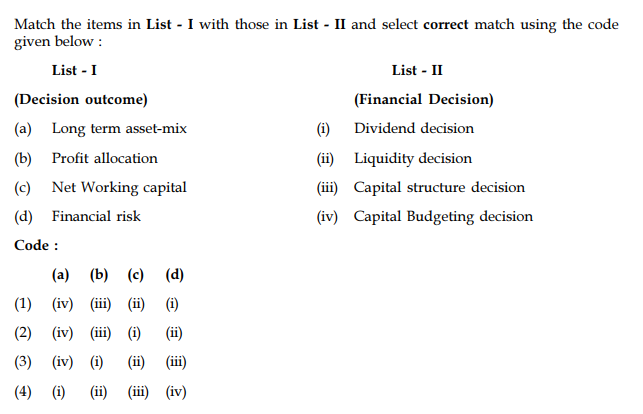 Match the items in List - I with those in List - II and select correct match using the code
given below :
List - I List - II
(Decision outcome) (Financial Decision)
(a) Long term asset-mix (i) Dividend decision
(b) Profit allocation (ii) Liquidity decision
(c) Net Working capital (iii) Capital structure decision
(d) Financial risk (iv) Capital Budgeting decision
Code :
(a) (b) (c) (d)
(1) (iv) (iii) (ii) (i)
(2) (iv) (iii) (i) (ii)
(3) (iv) (i) (ii) (iii)
(4) (i) (ii) (iii) (iv)